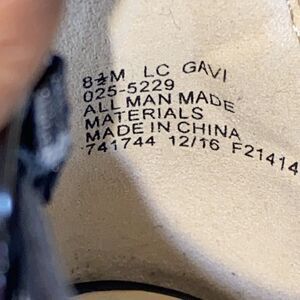 8½M LC GAVI
025-5229
ALL MAN MADE
MATERIALS
MADE IN CHINA
741744 12/16 F21414